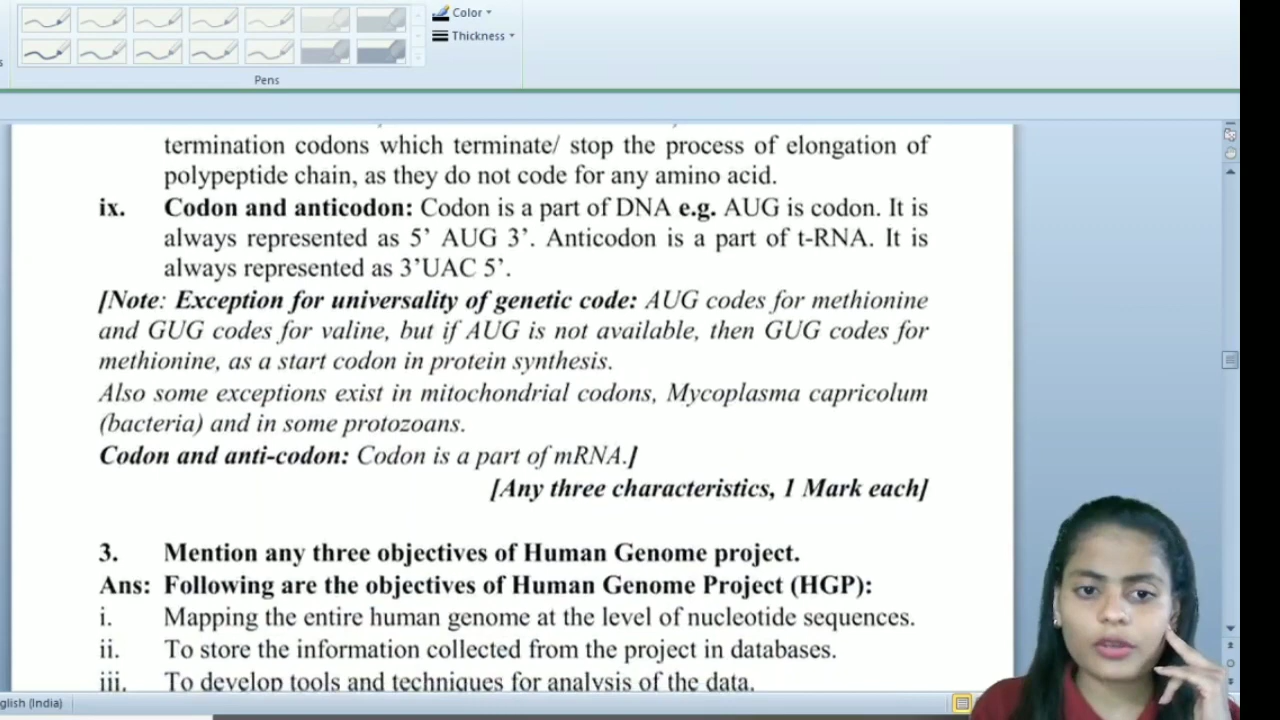 Color
Thickness
Pens
termination codons which terminate/ stop the process of elongation of
polypeptide chain, as they do not code for any amino acid.
ix. Codon and anticodon: Codon is a part of DNA e.g. AUG is codon. It is
always represented as 5’ AUG 3’. Anticodon is a part of t-RNA. It is
always represented as 3’UAC 5’.
[Note: Exception for universality of genetic code: AUG codes for methionine
and GUG codes for valine, but if AUG is not available, then GUG codes for
methionine, as a start codon in protein synthesis.
Also some exceptions exist in mitochondrial codons, Mycoplasma capricolum
(bacteria) and in some protozoans.
Codon and anti-codon: Codon is a part of mRNA.]
[Any three characteristics, 1 Mark each]
3. Mention any three objectives of Human Genome project.
Ans: Following are the objectives of Human Genome Project (HGP):
i. Mapping the entire human genome at the level of nucleotide sequences.
ii. To store the information collected from the project in databases.
iii. To develop tools and techniques for analysis of the data.
glish (India)